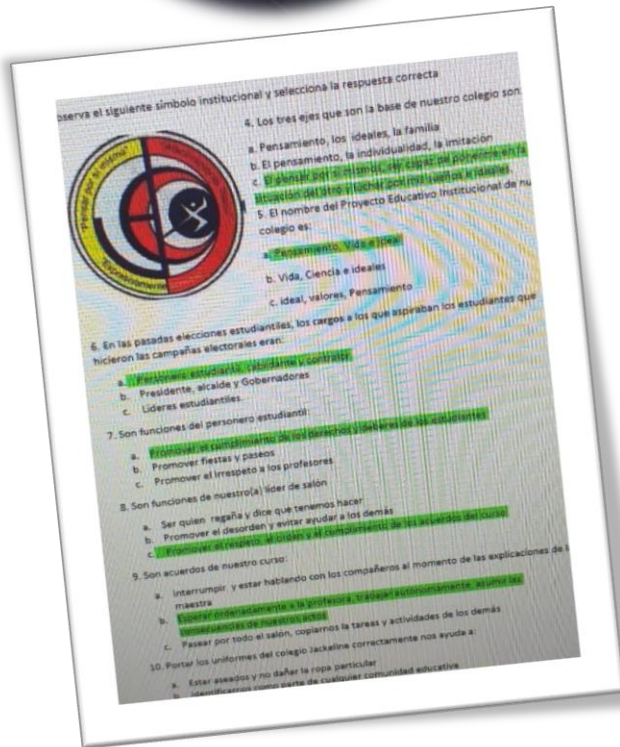 bserva el siguiente símbolo institucional y selecciona la respuesta correcta
4. Los tres ejes que son la base de nuestro colegio son.
a. Pensamiento, los ideales, la familia
b. El pensamiento, la individualidad, la imitación
c. El pensar por sí mismos, ser capaz de ponerme en la
situación del otro y luchar por mis sueños e ideales
5. El nombre del Proyecto Educativo Institucional de nu
colegio es:
a. Pensamiento, Vida e Ideal
b. Vida, Ciencia e ideales
c. ideal, valores, Pensamiento
"Pensar por sí mismo"
6. En las pasadas elecciones estudiantiles, los cargos a los que aspiraban los estudiantes que
hicieron las campañas electorales eran:
a. Personero estudiantil, cabildante y contralor
b. Presidente, alcalde y Gobernadores
c. Lideres estudiantiles.
7. Son funciones del personero estudiantil:
a. Promover el cumplimiento de los derechos y deberes de los estudiantes
b. Promover fiestas y paseos
c. Promover el irrespeto a los profesores
8. Son funciones de nuestro(a) líder de salón
a. Ser quien regaña y dice que tenemos hacer
b. Promover el desorden y evitar ayudar a los demás
c. Promover el respeto, el orden y el cumplimiento de los acuerdos del curso
9. Son acuerdos de nuestro curso:
a. Interrumpir y estar hablando con los compañeros al momento de las explicaciones de l
maestra
b. Esperar ordenadamente a la profesora, trabajar autónomamente, asumir las
consecuencias de nuestros actos
c. Pasear por todo el salón, copiarnos la tareas y actividades de los demás
10. Portar los uniformes del colegio Jackeline correctamente nos ayuda a:
a. Estar aseados y no dañar la ropa particular
b. Identificarnos como parte de cualquier comunidad educativa